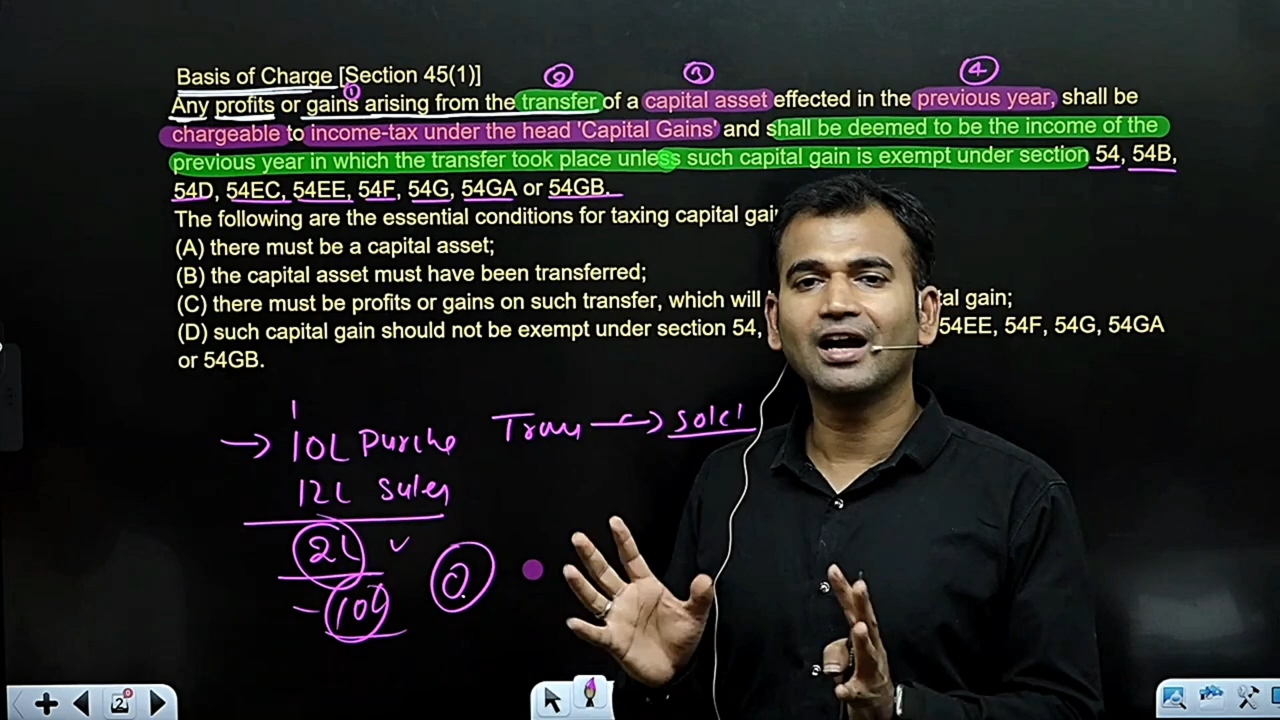 Basis of Charge [Section 45(1)]
① ② ③ ④
Any profits or gains arising from the transfer of a capital asset effected in the previous year, shall be
chargeable to income-tax under the head 'Capital Gains' and shall be deemed to be the income of the
previous year in which the transfer took place unless such capital gain is exempt under section 54, 54B,
54D, 54EC, 54EE, 54F, 54G, 54GA or 54GB.
The following are the essential conditions for taxing capital
(A) there must be a capital asset;
(B) the capital asset must have been transferred;
(C) there must be profits or gains on such transfer, which will gain;
(D) such capital gain should not be exempt under section 54, 54EE, 54F, 54G, 54GA
or 54GB.
10L Purche
12L Sales
2L
2